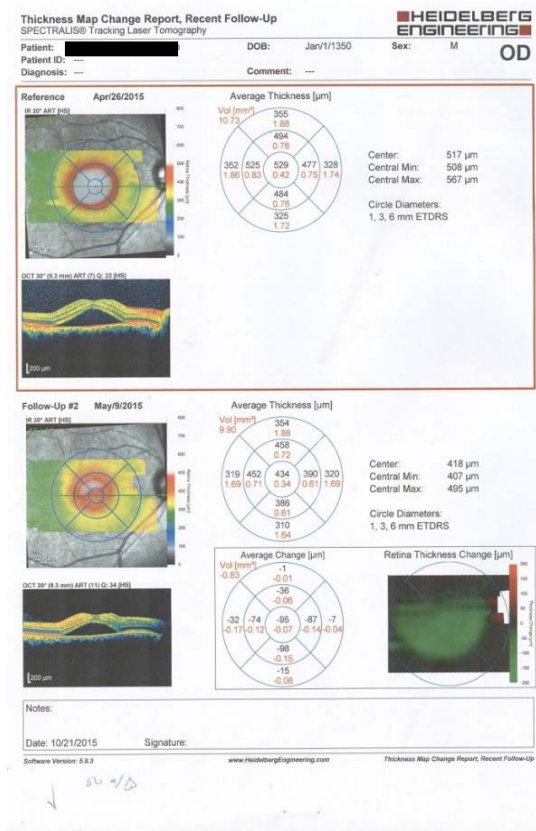 Thickness Map Change Report, Recent Follow-Up
SPECTRALIS® Tracking Laser Tomography
HEIDELBERG
ENGINEERING
Patient:
DOB: Jan/1/1350
Sex: M
OD
Patient ID: ---
Diagnosis: ---
Comment: ---
Reference Apr/26/2015
IR 30° ART [HS]
Average Thickness [µm]
Vol [mm³]
10.73
355
1.88
494
0.78
352 525 529 477 328
1.86 0.83 0.42 0.75 1.74
484
0.76
325
1.72
Center: 517 µm
Central Min: 508 µm
Central Max: 567 µm
Circle Diameters:
1, 3, 6 mm ETDRS
Retina Thickness [µm]
OCT 30° (9.3 mm) ART (7) Q: 22 [HS]
200 µm
Follow-Up #2 May/9/2015
IR 30° ART [HS]
Average Thickness [µm]
Vol [mm³]
9.90
354
1.88
458
0.72
319 452 434 390 320
1.69 0.71 0.34 0.61 1.69
386
0.61
310
1.64
Center: 418 µm
Central Min: 407 µm
Central Max: 495 µm
Circle Diameters:
1, 3, 6 mm ETDRS
Retina Thickness [µm]
OCT 30° (9.3 mm) ART (11) Q: 34 [HS]
200 µm
Average Change [µm]
Vol [mm³]
-0.83
-1
-0.01
-36
-0.06
-32 -74 -95 -87 -7
-0.17 -0.12 -0.07 -0.14 -0.04
-98
-0.15
-15
-0.08
Retina Thickness Change [µm]
Thickness Change [µm]
Notes:
Date: 10/21/2015 Signature:
Software Version: 5.8.3
www.HeidelbergEngineering.com
Thickness Map Change Report, Recent Follow-Up